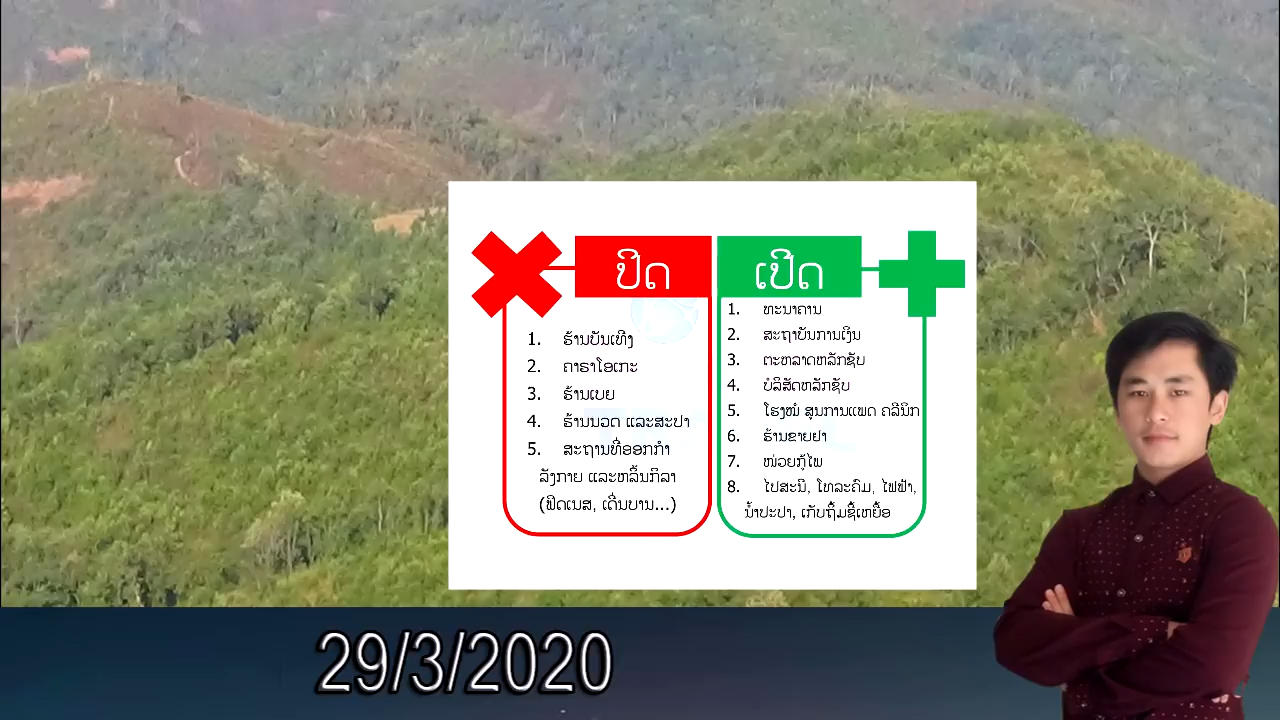 ປິດ
1. ຮ້ານບັນເທີງ
2. ຄາຣາໂອເກະ
3. ຮ້ານເບຍ
4. ຮ້ານນວດ ແລະສະປາ
5. ສະຖານທີ່ອອກກຳ
ລັງກາຍ ແລະຫລິ້ນກິລາ
(ຟິດເນສ, ເດີ່ນບານ...)
ເປີດ
1. ທະນາຄານ
2. ສະຖາບັນການເງິນ
3. ຕະຫລາດຫລັກຊັບ
4. ບໍລິສັດຫລັກຊັບ
5. ໂຮງໝໍ ສູນການແພດ ຄລີນິກ
6. ຮ້ານຂາຍຢາ
7. ໜ່ວຍກູ້ໄພ
8. ໄປສະນີ, ໂທລະຄົມ, ໄຟຟ້າ,
ນ້ຳປະປາ, ເກັບຖິ້ມຂີ້ເຫຍື້ອ
29/3/2020